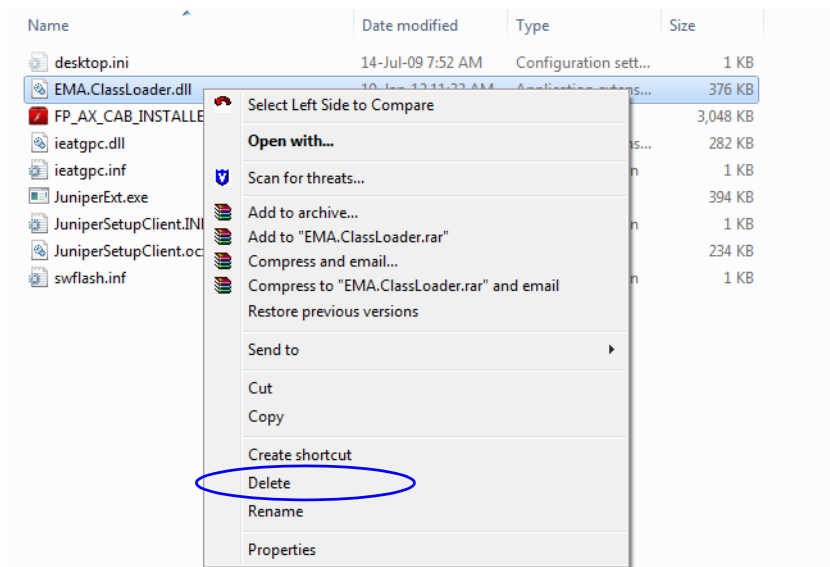 Name Date modified Type Size
desktop.ini 14-Jul-09 7:52 AM Configuration sett... 1 KB
EMA.ClassLoader.dll 376 KB
FP_AX_CAB_INSTALLE 3,048 KB
ieatgpc.dll 282 KB
ieatgpc.inf 1 KB
JuniperExt.exe 394 KB
JuniperSetupClient.INI 1 KB
JuniperSetupClient.oc 234 KB
swflash.inf 1 KB
Select Left Side to Compare
Open with...
Scan for threats...
Add to archive...
Add to "EMA.ClassLoader.rar"
Compress and email...
Compress to "EMA.ClassLoader.rar" and email
Restore previous versions
Send to
Cut
Copy
Create shortcut
Delete
Rename
Properties